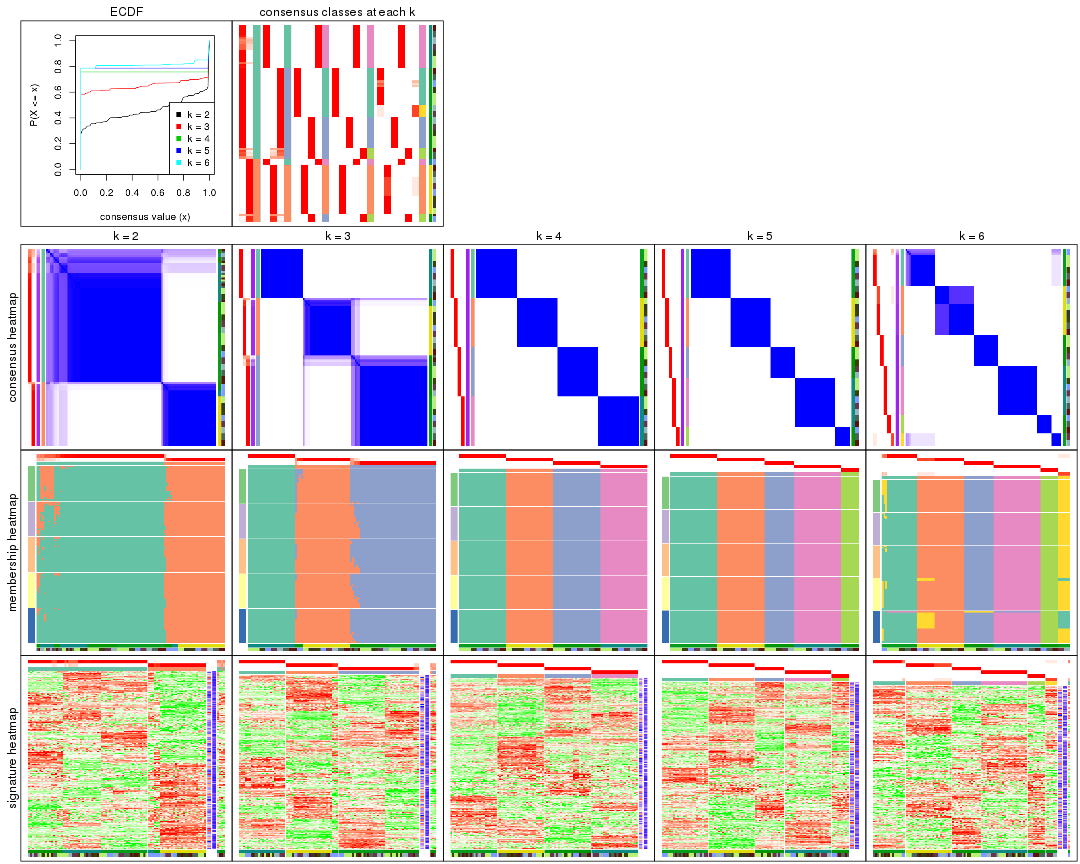 ECDF
consensus classes at each k
P(X <= x)
0.0 0.2 0.4 0.6 0.8 1.0
k = 2
k = 3
k = 4
k = 5
k = 6
0.0 0.2 0.4 0.6 0.8 1.0
consensus value (x)
k = 2 k = 3 k = 4 k = 5 k = 6
consensus heatmap
membership heatmap
signature heatmap